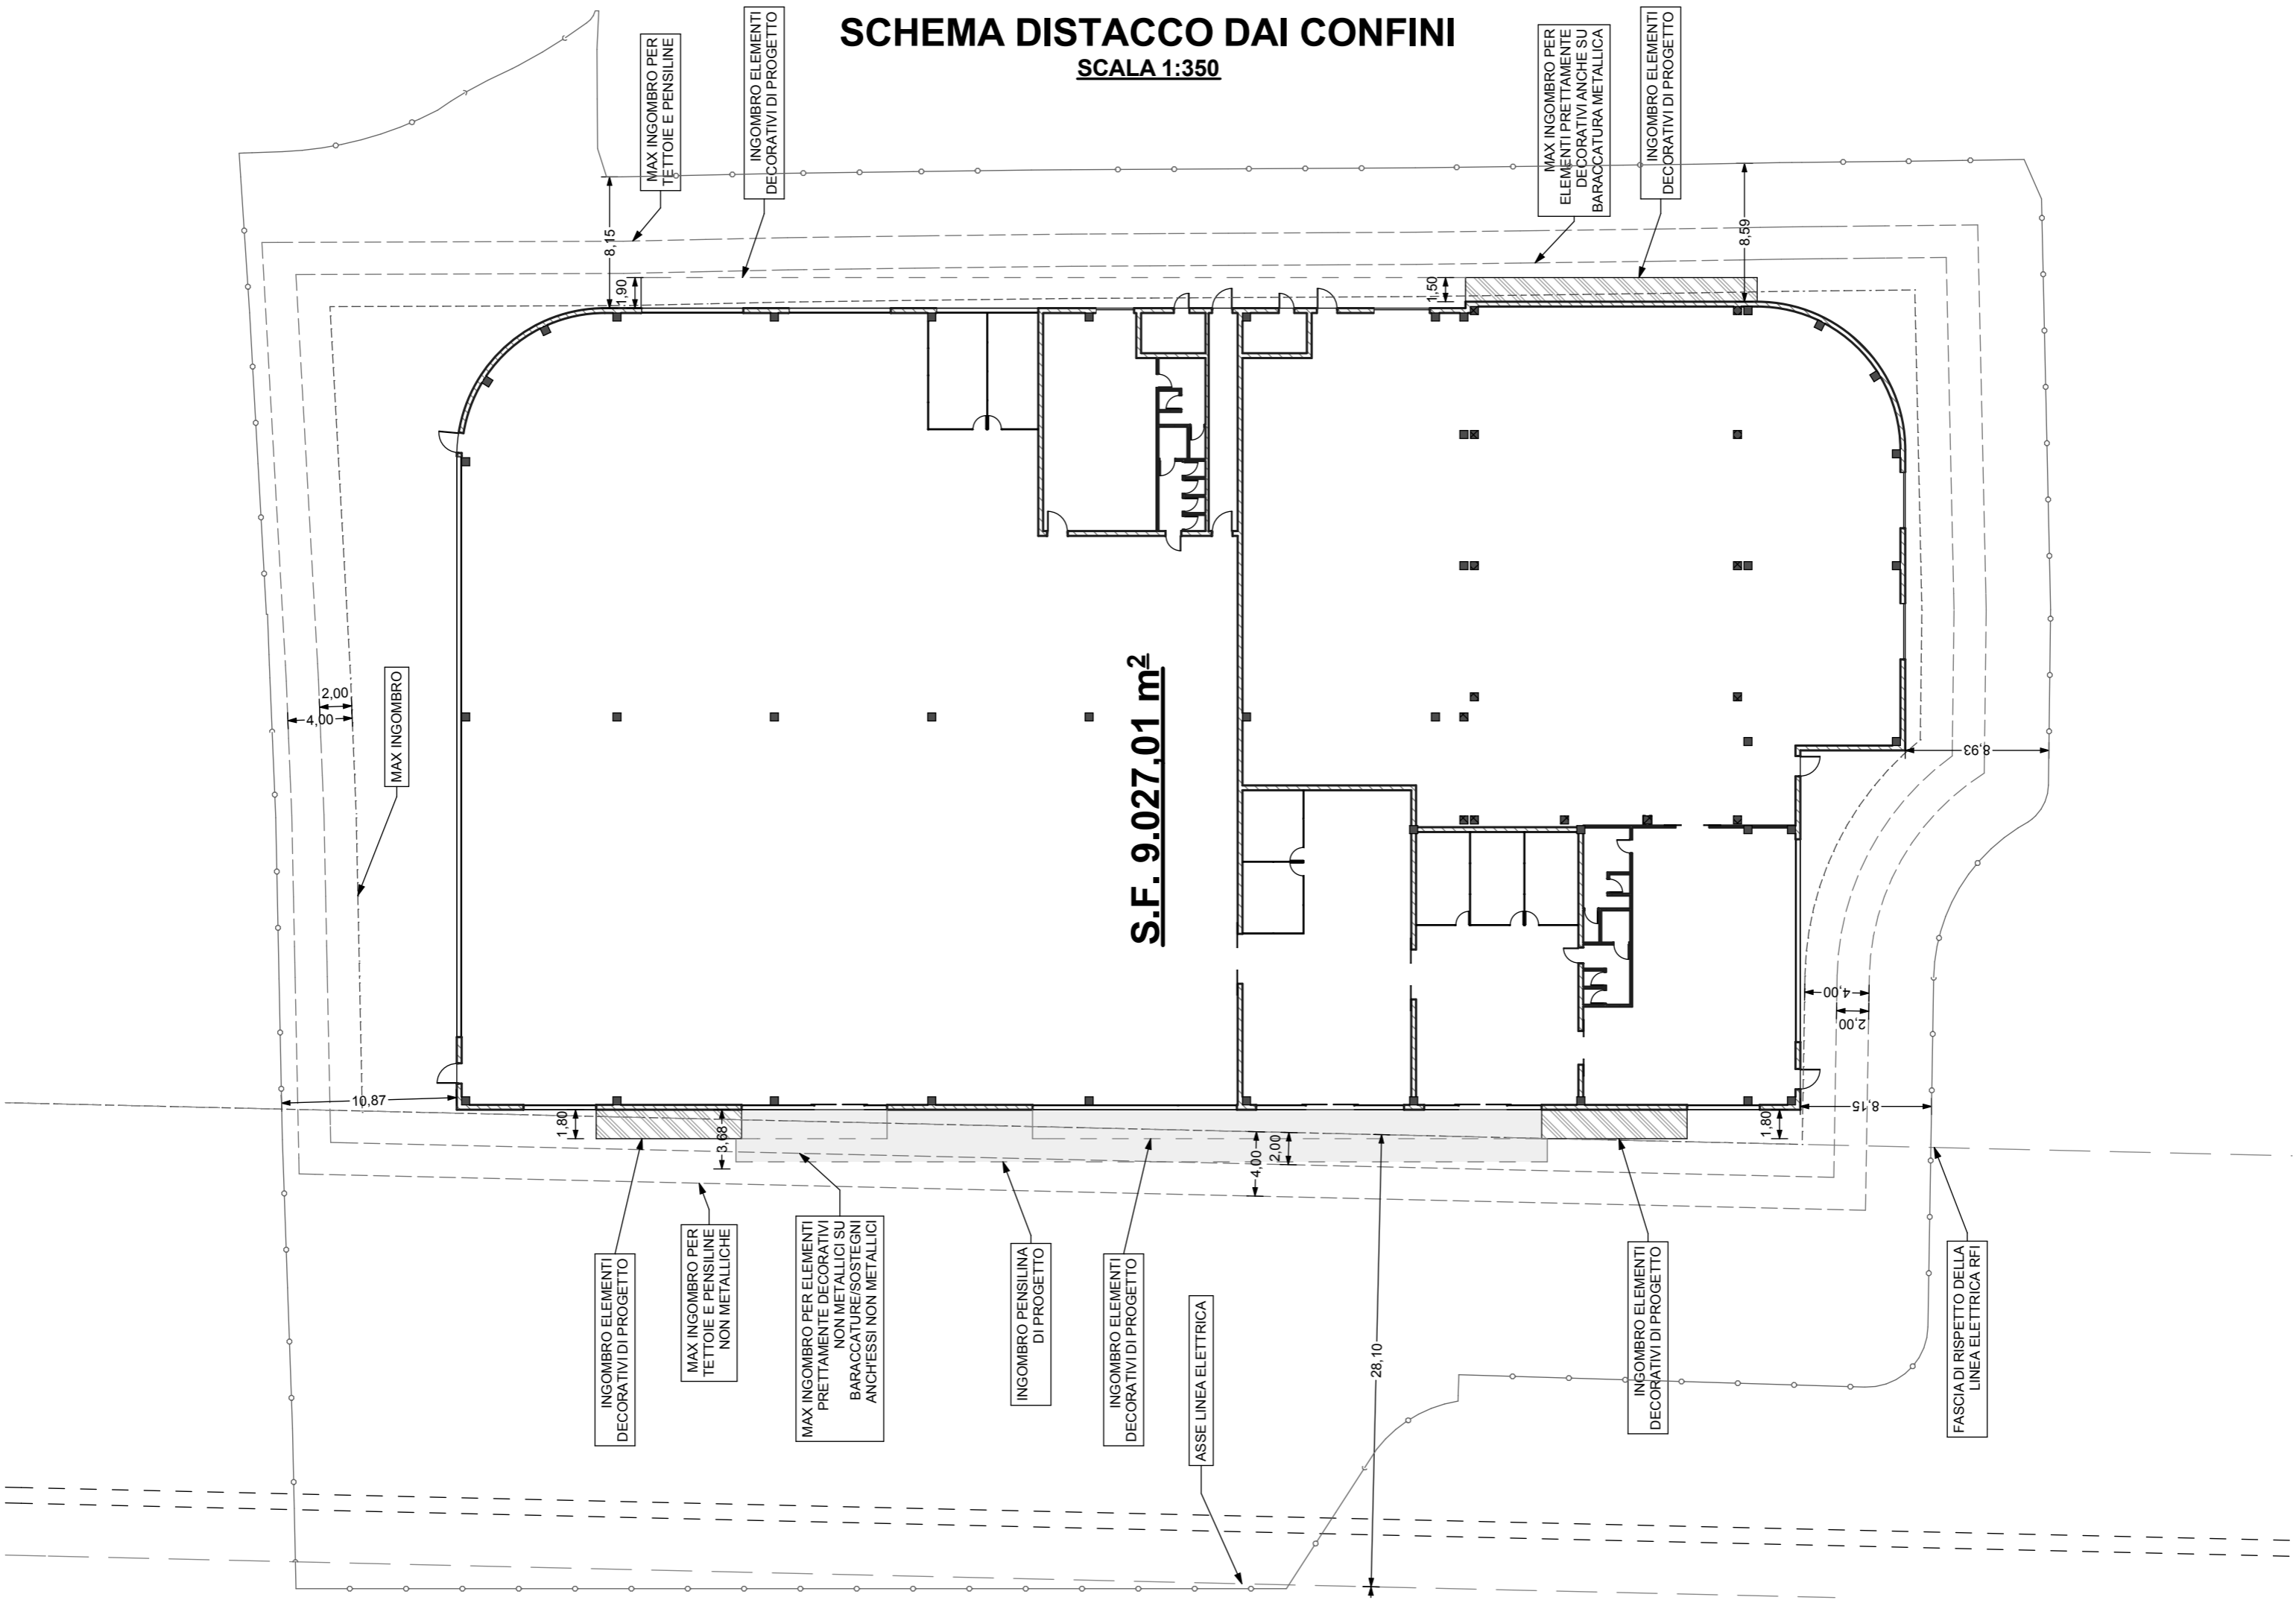 SCHEMA DISTACCO DAI CONFINI
SCALA 1:350
MAX INGOMBRO PER
TETTOIE E PENSILINE
INGOMBRO ELEMENTI
DECORATIVI DI PROGETTO
MAX INGOMBRO PER
ELEMENTI PRETTAMENTE
DECORATIVI ANCHE SU
BARACCATURA METALLICA
INGOMBRO ELEMENTI
DECORATIVI DI PROGETTO
8,15
8,59
1,90
1,50
2,00
4,00
MAX INGOMBRO
S.F. 9.027,01 m²
8,93
4,00
2,00
10,87
1,80
3,68
4,00
2,00
1,80
8,15
INGOMBRO ELEMENTI
DECORATIVI DI PROGETTO
MAX INGOMBRO PER
TETTOIE E PENSILINE
NON METALLICHE
MAX INGOMBRO PER ELEMENTI
PRETTAMENTE DECORATIVI
NON METALLICI SU
BARACCATURE/SOSTEGNI
ANCH'ESSI NON METALLICI
INGOMBRO PENSILINA
DI PROGETTO
INGOMBRO ELEMENTI
DECORATIVI DI PROGETTO
ASSE LINEA ELETTRICA
28,10
INGOMBRO ELEMENTI
DECORATIVI DI PROGETTO
FASCIA DI RISPETTO DELLA
LINEA ELETTRICA RFI